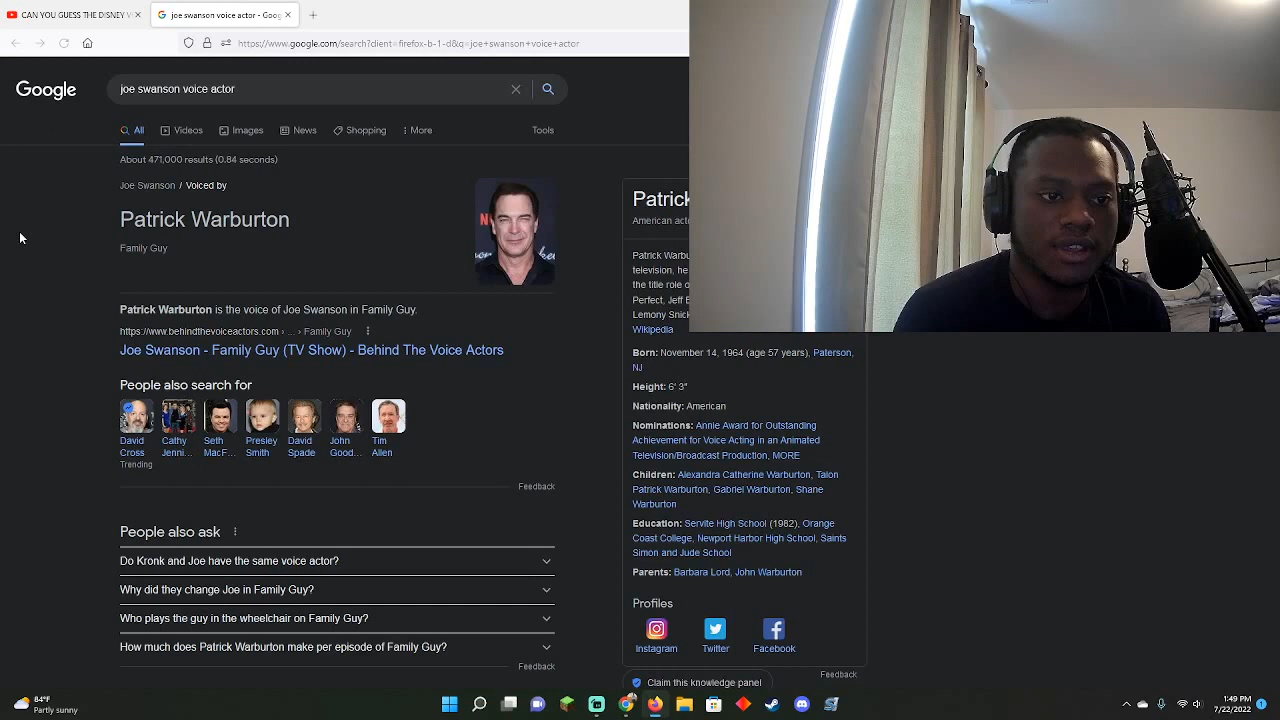 CAN YOU GUESS THE DISNEY V
joe swanson voice actor - Goog
https://www.google.com/search?client=firefox-b-1-d&q=joe+swanson+voice+actor
Google
joe swanson voice actor
All
Videos
Images
News
Shopping
More
Tools
About 471,000 results (0.84 seconds)
Joe Swanson / Voiced by
Patrick Warburton
Family Guy
Patrick Warburton is the voice of Joe Swanson in Family Guy.
https://www.behindthevoiceactors.com › ... › Family Guy
Joe Swanson - Family Guy (TV Show) - Behind The Voice Actors
People also search for
David Cross
Trending
Cathy Jenni...
Seth MacF...
Presley Smith
David Spade
John Good...
Tim Allen
Feedback
People also ask
Do Kronk and Joe have the same voice actor?
Why did they change Joe in Family Guy?
Who plays the guy in the wheelchair on Family Guy?
How much does Patrick Warburton make per episode of Family Guy?
Feedback
Patrick
American act
Patrick Warbu
television, he
the title role o
Perfect, Jeff B
Lemony Snick
Wikipedia
Born: November 14, 1964 (age 57 years), Paterson,
NJ
Height: 6′ 3″
Nationality: American
Nominations: Annie Award for Outstanding
Achievement for Voice Acting in an Animated
Television/Broadcast Production, MORE
Children: Alexandra Catherine Warburton, Talon
Patrick Warburton, Gabriel Warburton, Shane
Warburton
Education: Servite High School (1982), Orange
Coast College, Newport Harbor High School, Saints
Simon and Jude School
Parents: Barbara Lord, John Warburton
Profiles
Instagram
Twitter
Facebook
Feedback
Claim this knowledge panel
84°F
Partly sunny
1:49 PM
7/22/2022